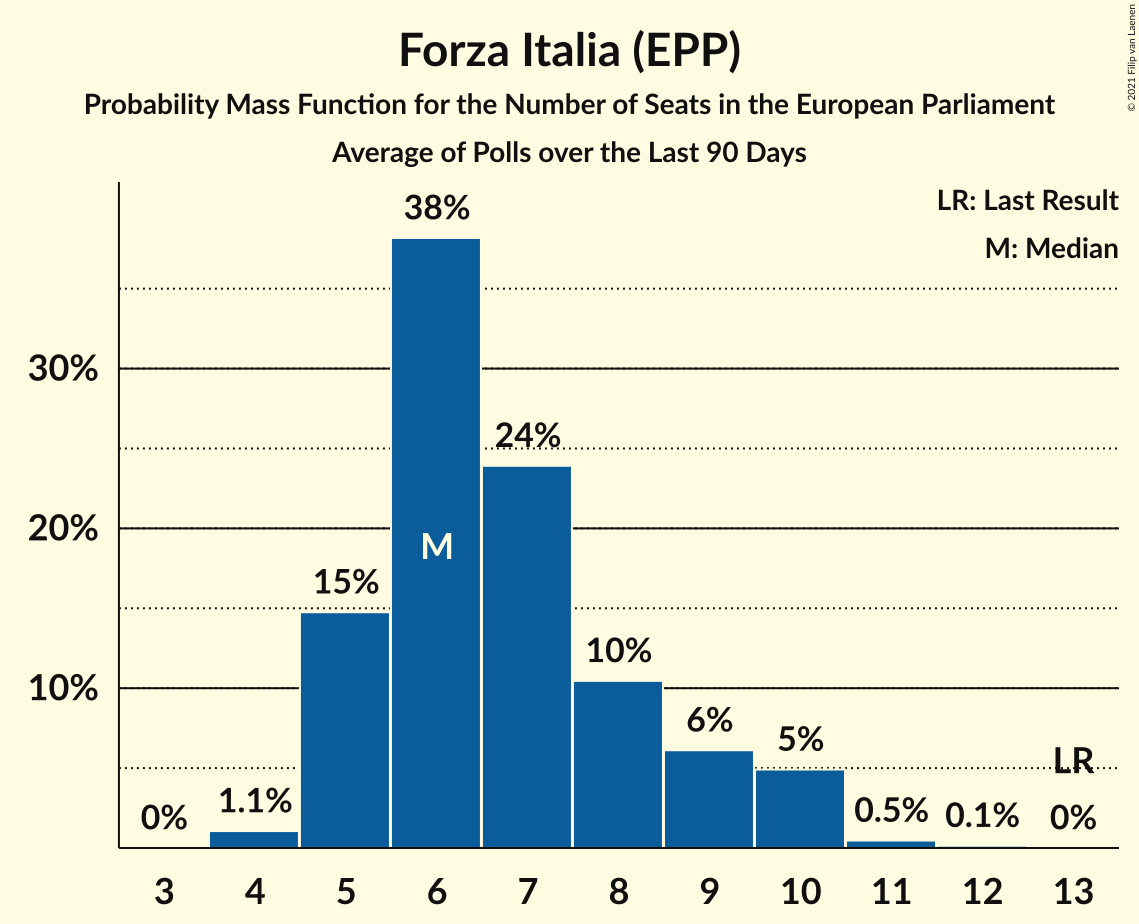 Forza Italia (EPP)
Probability Mass Function for the Number of Seats in the European Parliament
Average of Polls over the Last 90 Days
© 2021 Filip van Laenen
LR: Last Result
M: Median
38%
30%
24%
20%
M
15%
10%
10%
6%
5%
LR
0%
1.1%
0.5%
0.1%
0%
3 4 5 6 7 8 9 10 11 12 13